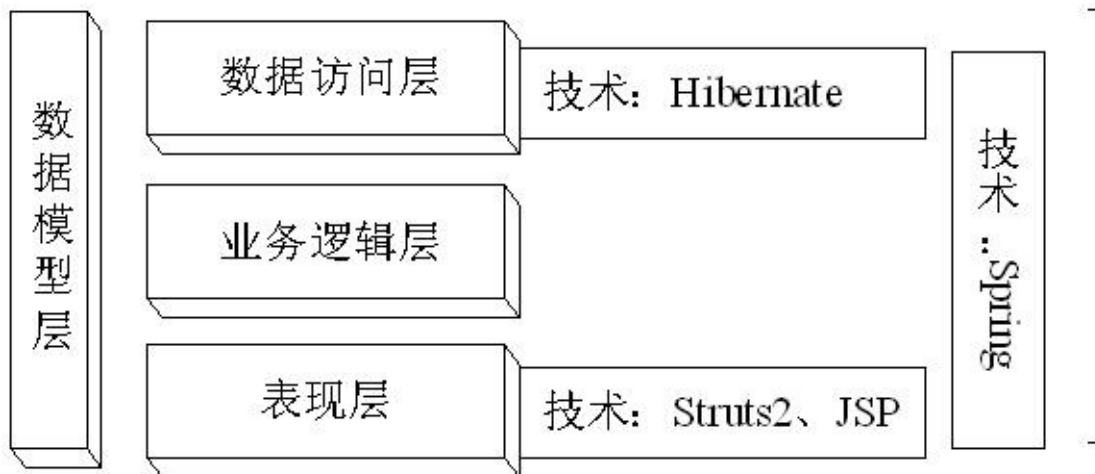 数据模型层
数据访问层
技术：Hibernate
业务逻辑层
表现层
技术：Struts2、JSP
技术：Spring